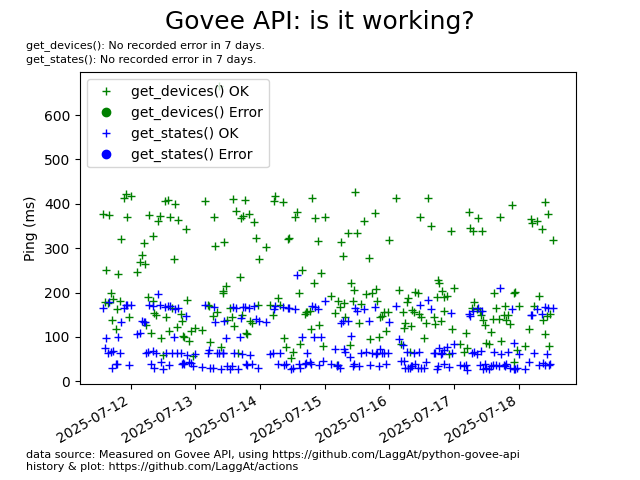 Govee API: is it working?
get_devices(): No recorded error in 7 days.
get_states(): No recorded error in 7 days.
get_devices() OK
get_devices() Error
get_states() OK
get_states() Error
Ping (ms)
600
500
400
300
200
100
0
2025-07-12
2025-07-13
2025-07-14
2025-07-15
2025-07-16
2025-07-17
2025-07-18
data source: Measured on Govee API, using https://github.com/LaggAt/python-govee-api
history & plot: https://github.com/LaggAt/actions